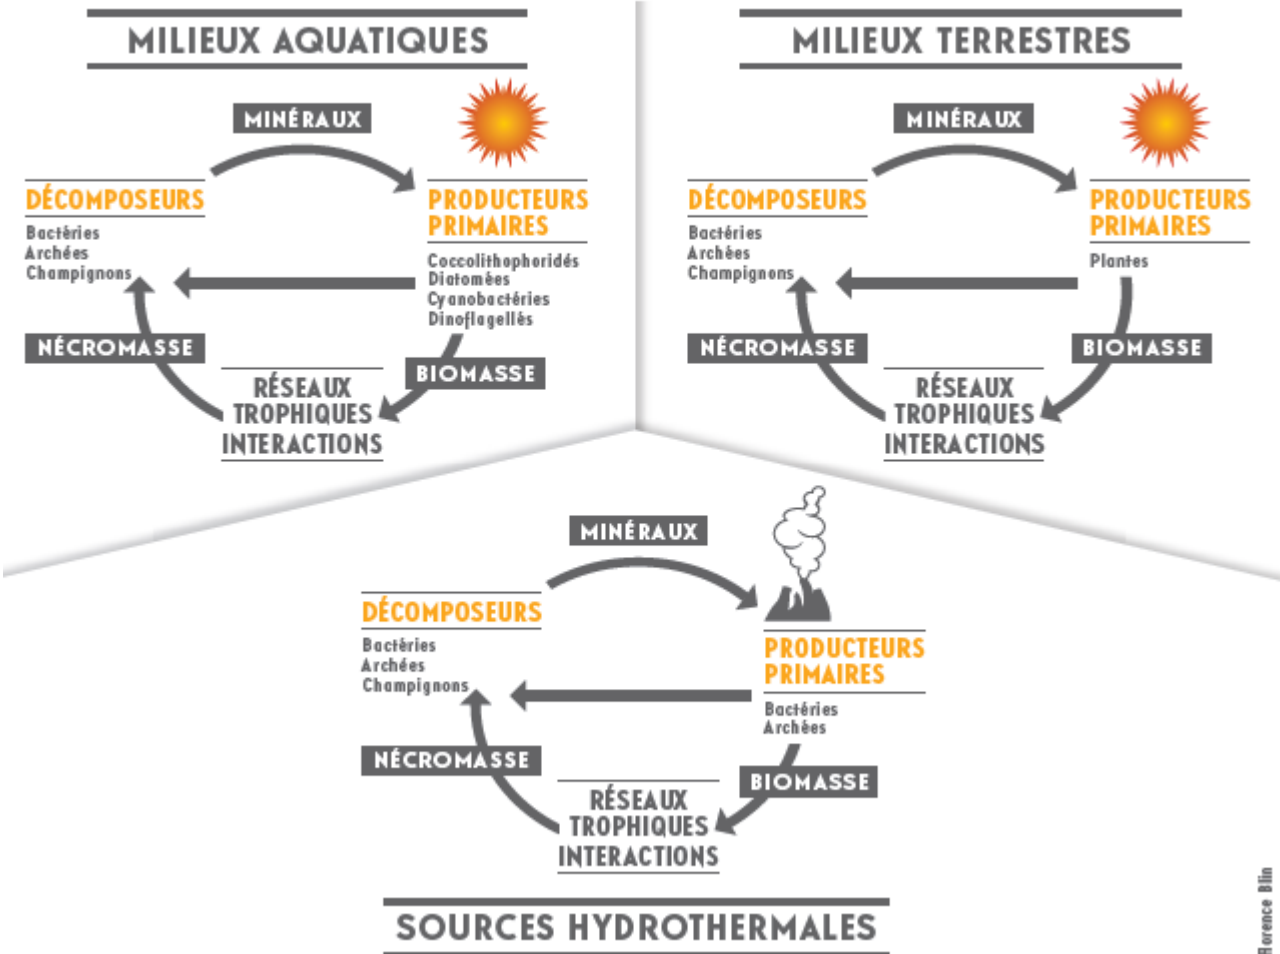 MILIEUX AQUATIQUES
MINÉRAUX
DÉCOMPOSEURS
Bactéries
Archées
Champignons
PRODUCTEURS
PRIMAIRES
Coccolithophoridés
Diatomées
Cyanobactéries
Dinoflagellés
NÉCROMASSE
BIOMASSE
RÉSEAUX
TROPHIQUES
INTERACTIONS
MILIEUX TERRESTRES
MINÉRAUX
DÉCOMPOSEURS
Bactéries
Archées
Champignons
PRODUCTEURS
PRIMAIRES
Plantes
NÉCROMASSE
BIOMASSE
RÉSEAUX
TROPHIQUES
INTERACTIONS
MINÉRAUX
DÉCOMPOSEURS
Bactéries
Archées
Champignons
PRODUCTEURS
PRIMAIRES
Bactéries
Archées
NÉCROMASSE
BIOMASSE
RÉSEAUX
TROPHIQUES
INTERACTIONS
SOURCES HYDROTHERMALES
Florence Blin